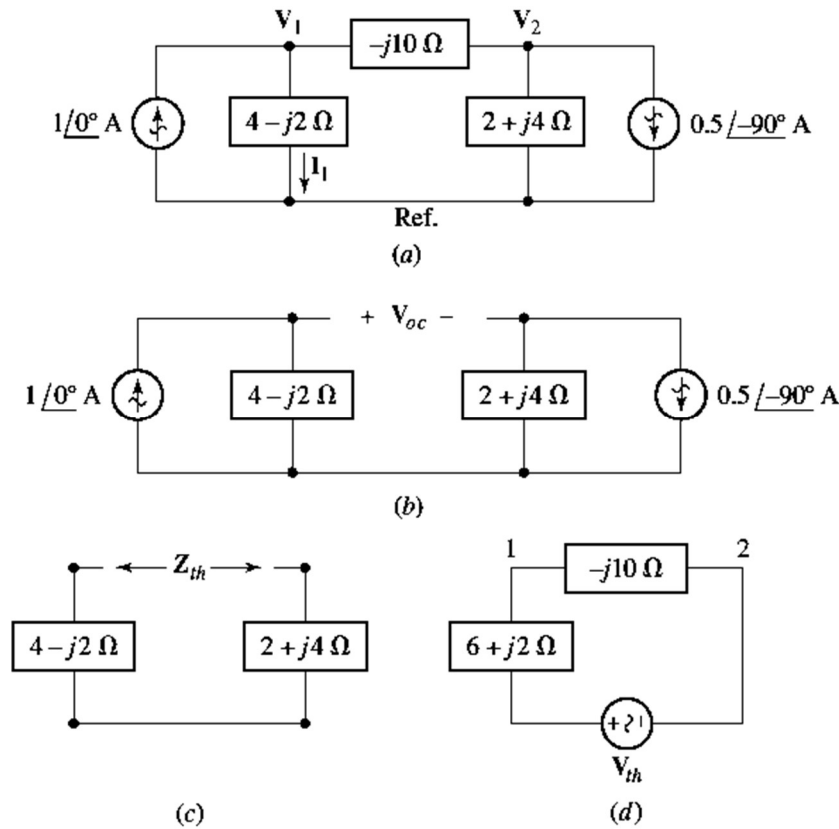 V₁
V₂
–j10 Ω
1/0° A
4 – j2 Ω
2 + j4 Ω
0.5/–90° A
I₁
Ref.
(a)
+ Vₒ꜀ –
1/0° A
4 – j2 Ω
2 + j4 Ω
0.5/–90° A
(b)
Zₜₕ
4 – j2 Ω
2 + j4 Ω
(c)
1
2
–j10 Ω
6 + j2 Ω
+ –
Vₜₕ
(d)